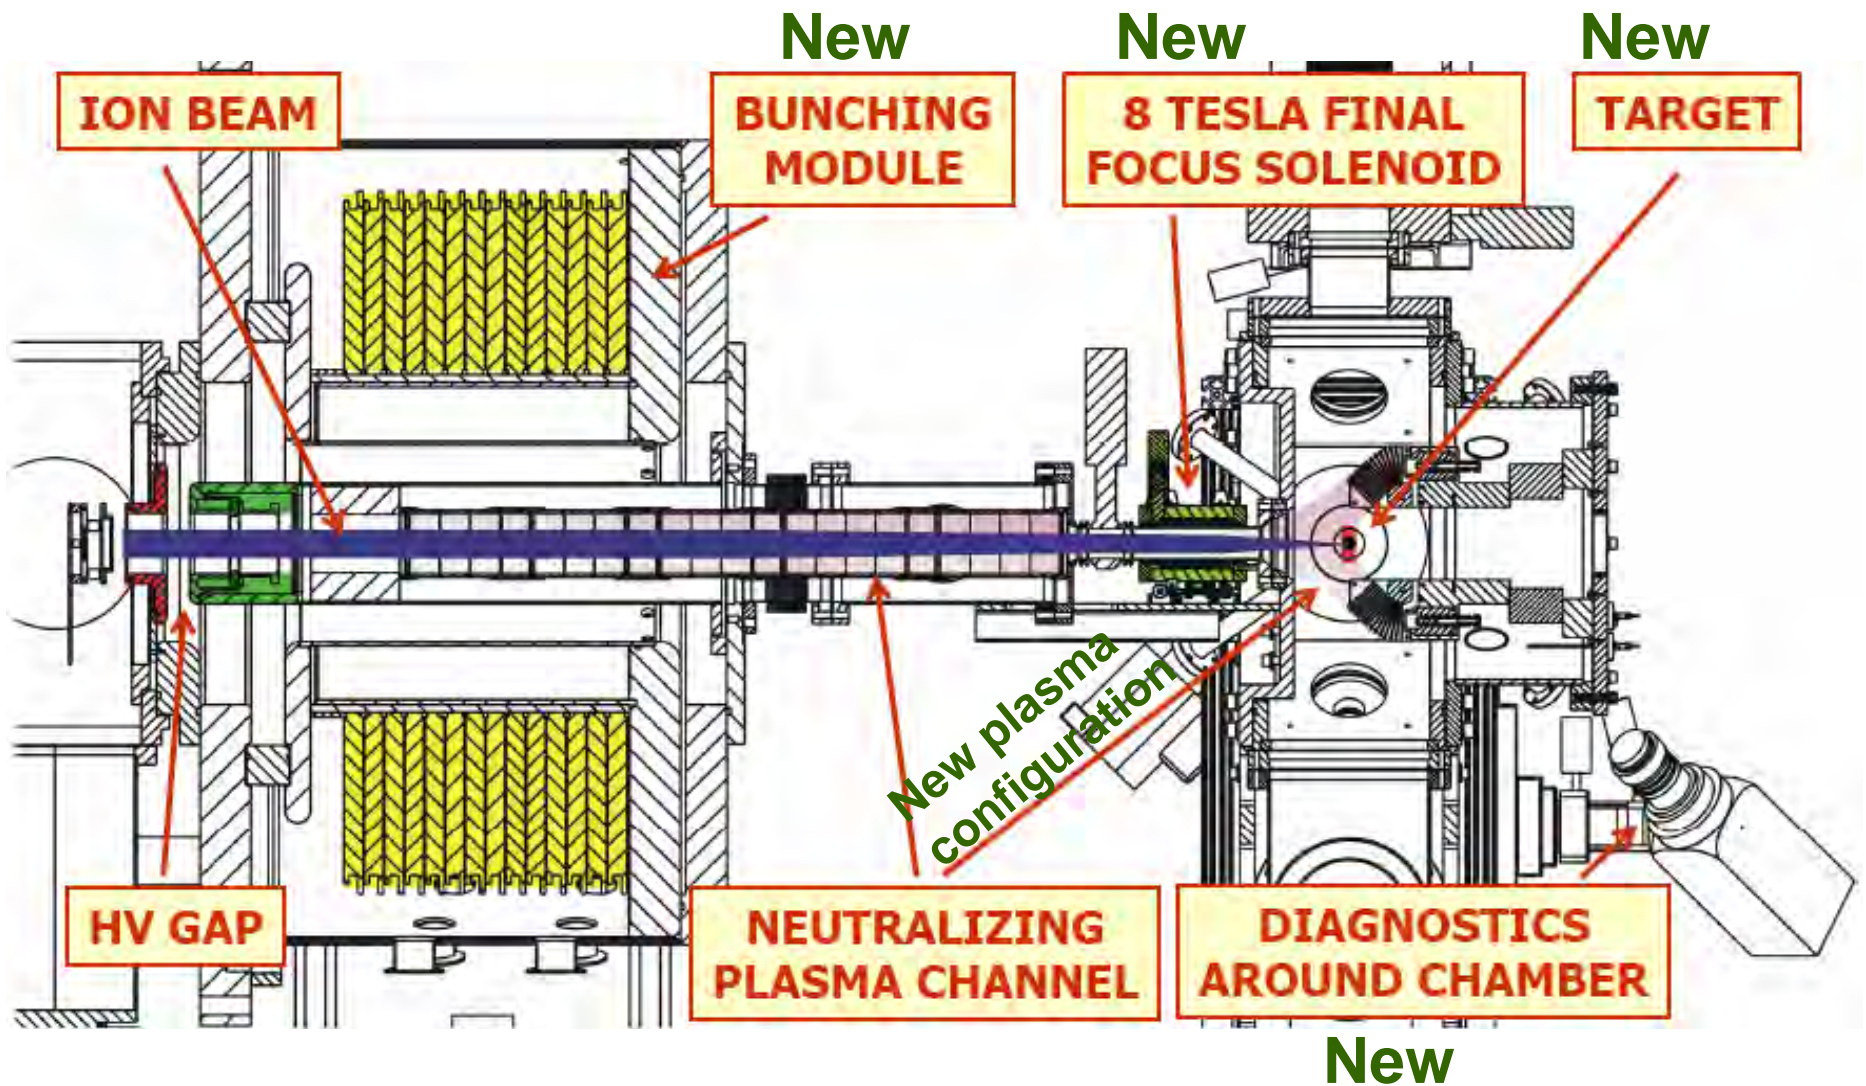 New
New
New
ION BEAM
BUNCHING
MODULE
8 TESLA FINAL
FOCUS SOLENOID
TARGET
New plasma
configuration
HV GAP
NEUTRALIZING
PLASMA CHANNEL
DIAGNOSTICS
AROUND CHAMBER
New